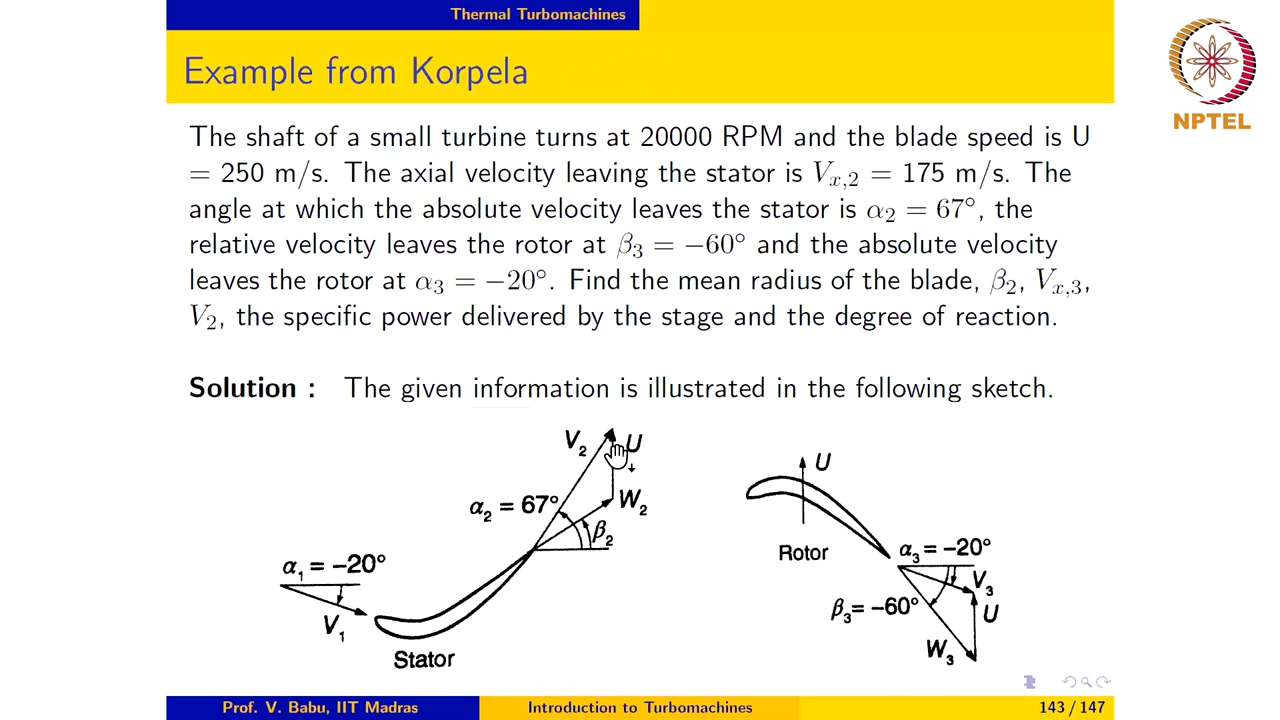 Thermal Turbomachines
Example from Korpela
NPTEL
The shaft of a small turbine turns at 20000 RPM and the blade speed is U
= 250 m/s. The axial velocity leaving the stator is Vx,2 = 175 m/s. The
angle at which the absolute velocity leaves the stator is α2 = 67°, the
relative velocity leaves the rotor at β3 = −60° and the absolute velocity
leaves the rotor at α3 = −20°. Find the mean radius of the blade, β2, Vx,3,
V2, the specific power delivered by the stage and the degree of reaction.
Solution : The given information is illustrated in the following sketch.
V2
U
α2 = 67°
W2
β2
α1 = −20°
V1
Stator
U
Rotor
α3 = −20°
V3
β3= −60°
U
W3
Prof. V. Babu, IIT Madras
Introduction to Turbomachines
143 / 147